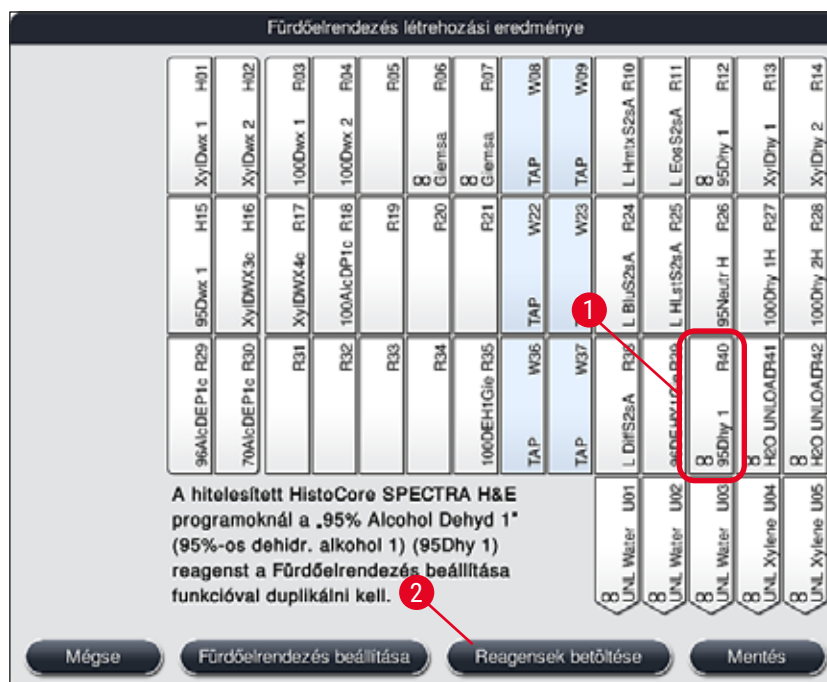 Fürdőelrendezés létrehozási eredménye
XylDwx 1 H01
XylDwx 2 H02
100Dwx 1 R03
100Dwx 2 R04
R05
∞ Giemsa R06
∞ Giemsa R07
TAP W08
TAP W09
L HmtxS2sA R10
L EosS2sA R11
∞ 95Dhy 1 R12
XylDhy 1 R13
XylDhy 2 R14
95Dwx 1 H15
XylDWX3c H16
XylDWX4c R17
100AlcDP1c R18
R19
R20
R21
TAP W22
TAP W23
L BluS2sA R24
L HLstS2sA R25
95Neutr H R26
100Dhy 1H R27
100Dhy 2H R28
1
96AlcDEP1c R29
70AlcDEP1c R30
R31
R32
R33
R34
100DEH1Gie R35
TAP W36
TAP W37
L DiffS2sA R38
R39
∞ 95Dhy 1 R40
∞ H2O UNLOAD R41
∞ H2O UNLOAD R42
∞ UNL Water U01
∞ UNL Water U02
∞ UNL Water U03
∞ UNL Xylene U04
∞ UNL Xylene U05
A hitelesített HistoCore SPECTRA H&E
programoknál a „95% Alcohol Dehyd 1"
(95%-os dehidr. alkohol 1) (95Dhy 1)
reagenst a Fürdőelrendezés beállítása
funkcióval duplikálni kell.
2
Mégse
Fürdőelrendezés beállítása
Reagensek betöltése
Mentés